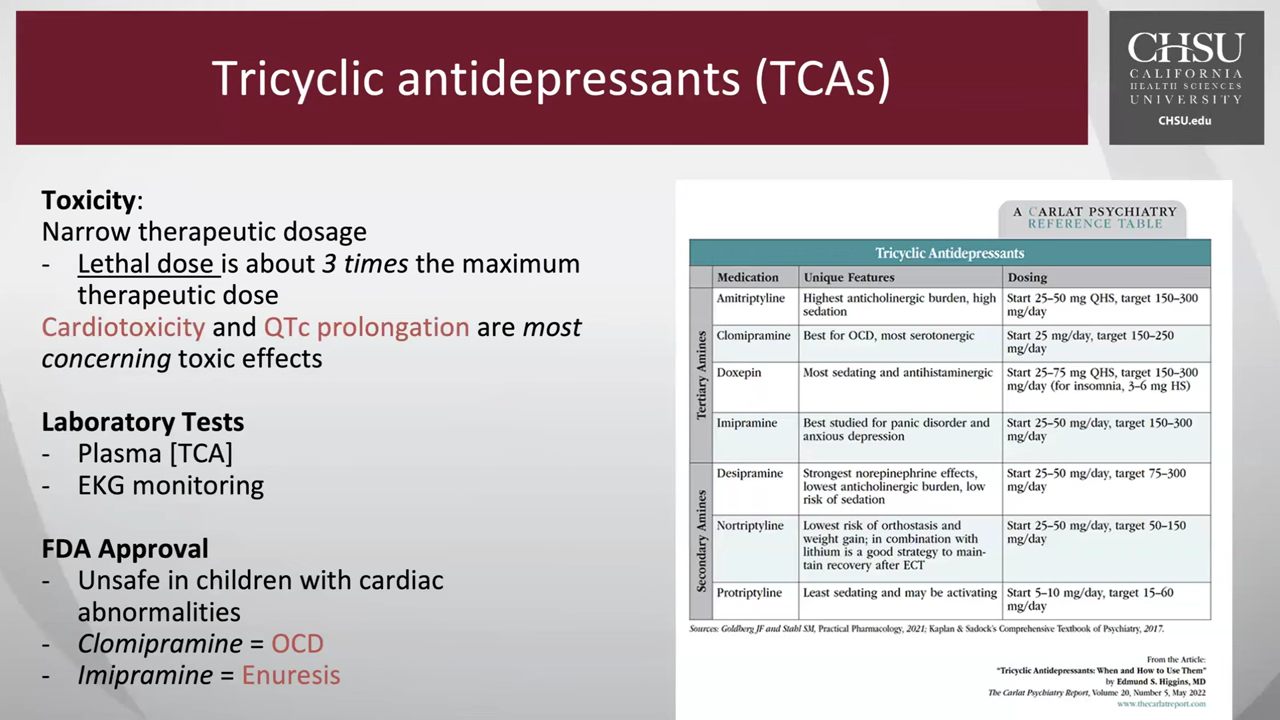 Tricyclic antidepressants (TCAs)
CHSU
CALIFORNIA
HEALTH SCIENCES
UNIVERSITY
CHSU.edu
Toxicity:
Narrow therapeutic dosage
- Lethal dose is about 3 times the maximum
therapeutic dose
Cardiotoxicity and QTc prolongation are most
concerning toxic effects
Laboratory Tests
- Plasma [TCA]
- EKG monitoring
FDA Approval
- Unsafe in children with cardiac
abnormalities
- Clomipramine = OCD
- Imipramine = Enuresis
A CARLAT PSYCHIATRY
REFERENCE TABLE
Tricyclic Antidepressants
Medication Unique Features Dosing
Tertiary Amines
Amitriptyline Highest anticholinergic burden, high Start 25–50 mg QHS, target 150–300
sedation mg/day
Clomipramine Best for OCD, most serotonergic Start 25 mg/day, target 150–250
mg/day
Doxepin Most sedating and antihistaminergic Start 25–75 mg QHS, target 150–300
mg/day (for insomnia, 3–6 mg HS)
Imipramine Best studied for panic disorder and Start 25–50 mg/day, target 150–300
anxious depression mg/day
Secondary Amines
Desipramine Strongest norepinephrine effects, Start 25–50 mg/day, target 75–300
lowest anticholinergic burden, low mg/day
risk of sedation
Nortriptyline Lowest risk of orthostasis and Start 25–50 mg/day, target 50–150
weight gain; in combination with mg/day
lithium is a good strategy to main-
tain recovery after ECT
Protriptyline Least sedating and may be activating Start 5–10 mg/day, target 15–60
mg/day
Sources: Goldberg JF and Stahl SM, Practical Pharmacology, 2021; Kaplan & Sadock's Comprehensive Textbook of Psychiatry, 2017.
From the Article:
"Tricyclic Antidepressants: When and How to Use Them"
by Edmund S. Higgins, MD
The Carlat Psychiatry Report, Volume 20, Number 5, May 2022
www.thecarlatreport.com